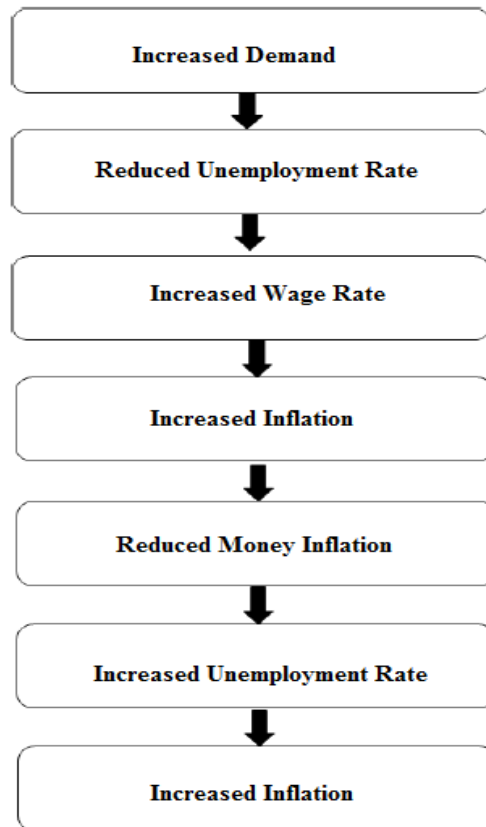 Increased Demand
Reduced Unemployment Rate
Increased Wage Rate
Increased Inflation
Reduced Money Inflation
Increased Unemployment Rate
Increased Inflation